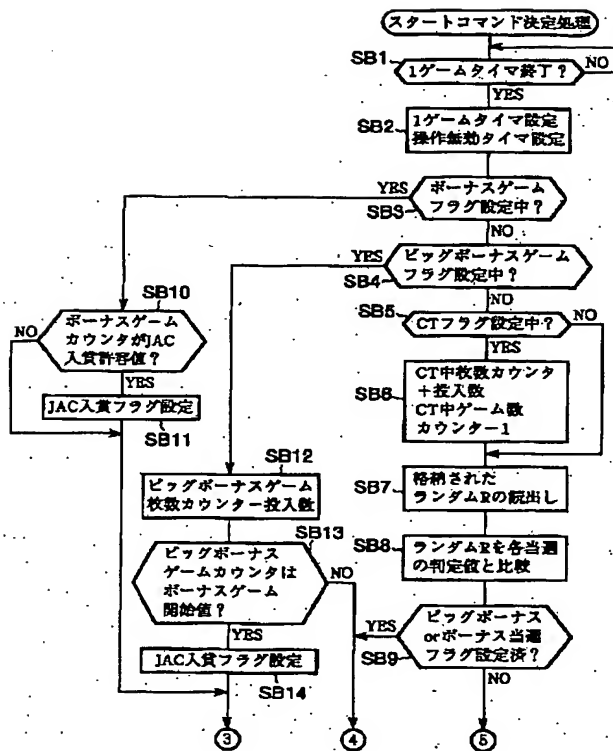 スタートコマンド決定処理
SB1
1ゲームタイマ終了?
NO
YES
SB2
1ゲームタイマ設定
操作無効タイマ設定
YES
ボーナスゲーム
フラグ設定中?
SB3
NO
YES
ビッグボーナスゲーム
フラグ設定中?
SB4
NO
SB5
CTフラグ設定中?
NO
YES
SB10
NO
ボーナスゲーム
カウンタがJAC
入賞許容値?
YES
JAC入賞フラグ設定
SB11
SB6
CT中枚数カウンタ
+投入数
CT中ゲーム数
カウンター1
SB12
ビッグボーナスゲーム
枚数カウンター投入数
SB7
格納された
ランダムRの読出し
SB13
ビッグボーナス
ゲームカウンタは
ボーナスゲーム
開始値?
NO
YES
SB8
ランダムRを各当選
の判定値と比較
YES
ビッグボーナス
orボーナス当選
フラグ設定済?
SB9
NO
JAC入賞フラグ設定
SB14
③
④
⑤